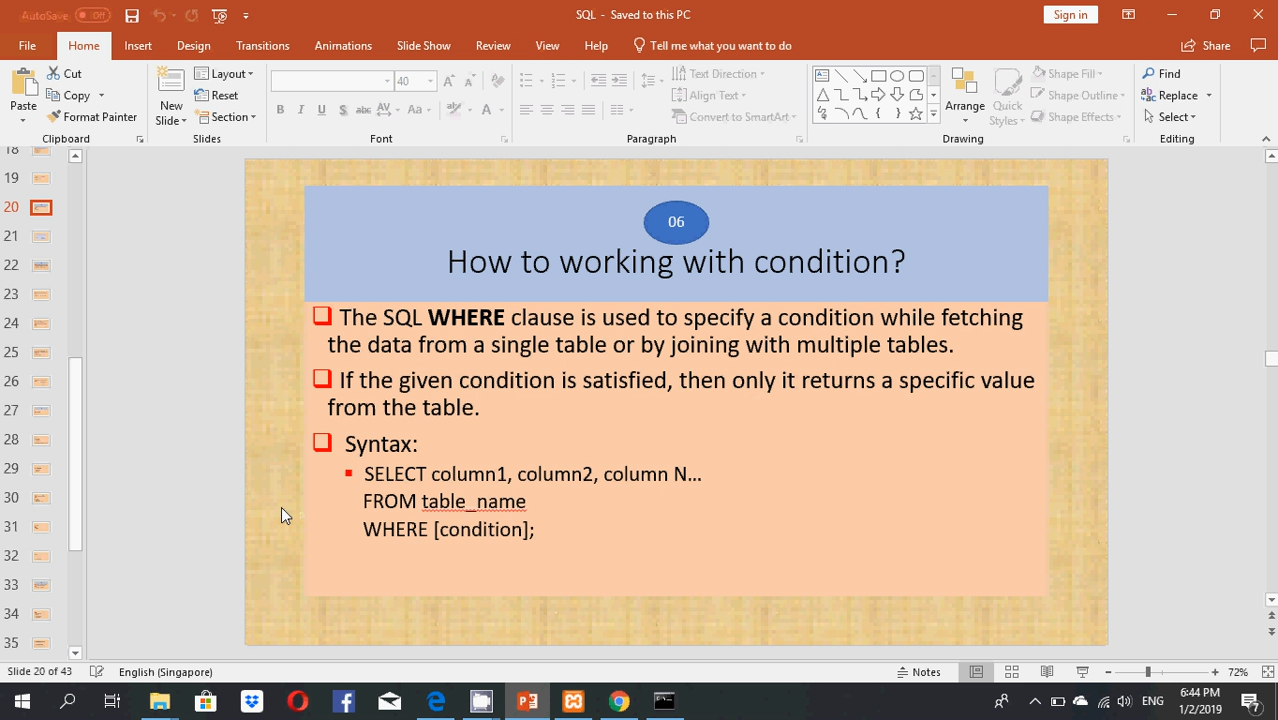 AutoSave Off
SQL - Saved to this PC
Sign in
File Home Insert Design Transitions Animations Slide Show Review View Help Tell me what you want to do Share
Paste
Cut
Copy
Format Painter
Clipboard
New Slide
Layout
Reset
Section
Slides
40
B I U S abc AV Aa A
Font
Text Direction
Align Text
Convert to SmartArt
Paragraph
Arrange
Quick Styles
Shape Fill
Shape Outline
Shape Effects
Drawing
Find
Replace
Select
Editing
18
19
20
21
22
23
24
25
26
27
28
29
30
31
32
33
34
35
06
How to working with condition?
The SQL WHERE clause is used to specify a condition while fetching
the data from a single table or by joining with multiple tables.
If the given condition is satisfied, then only it returns a specific value
from the table.
Syntax:
SELECT column1, column2, column N...
FROM table_name
WHERE [condition];
Slide 20 of 43 English (Singapore) Notes 72%
ENG
6:44 PM
1/2/2019
7